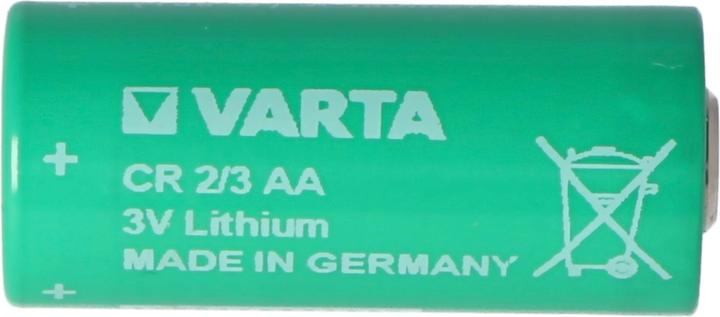 VARTA
+
CR 2/3 AA
3V Lithium
MADE IN GERMANY
+